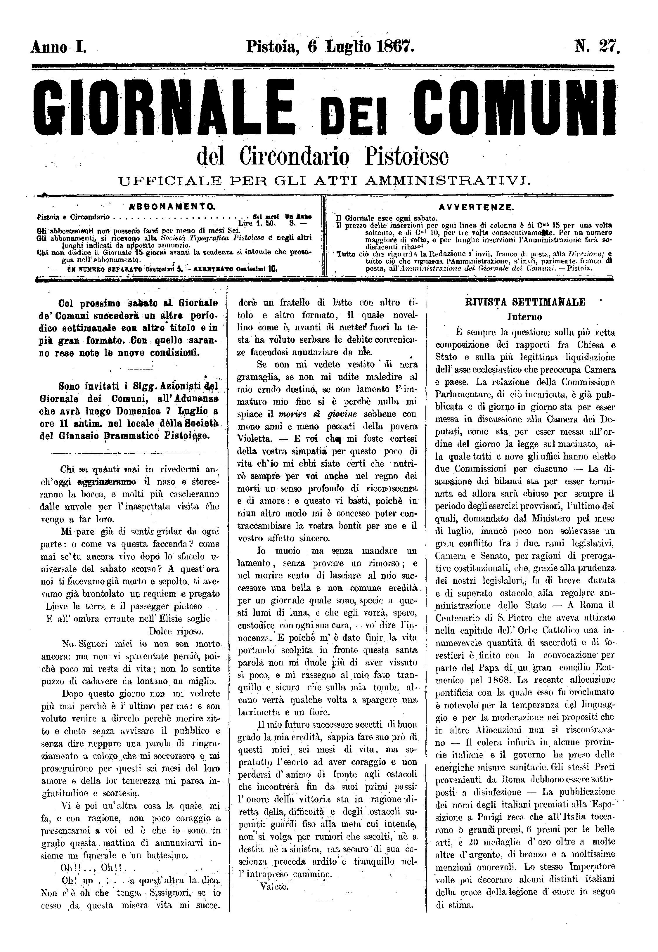 Anno I.
Pistoia, 6 Luglio 1867.
N. 27.
GIORNALE DEI COMUNI
del Circondario Pistoiese
UFFICIALE PER GLI ATTI AMMINISTRATIVI.
ABBONAMENTO.
Pistoia e Circondario . . . . . . . . . . . . . . . . . . . . . Sei mesi Un Anno
Lire 1. 50. 3. —
Gli abbonamenti non possono farsi per meno di mesi Sei.
Gli abbonamenti, si ricevono alla Società Tipografica Pistoiese e negli altri
luoghi indicati da apposito annunzio.
Chi non disdice il Giornale 15 giorni avanti la scadenza si intende che prosegua nell'abbonamento.
UN NUMERO SEPARATO Centesimi 5. — ARRETRATO Centesimi 10.
AVVERTENZE.
Il Giornale esce ogni sabato.
Il prezzo delle inserzioni per ogni linea di colonna è di Cmi 15 per una volta
soltanto, e di Cmi 10, per tre volte consecutivamente. Per un numero
maggiore di volte, e per lunghe inserzioni l'Amministrazione farà sodisfacenti ribassi
Tutto ciò che riguarda la Redazione s'invii, franco di posta, alla Direzione; e
tutto ciò che riguarda l'Amministrazione, s'invii, parimente, franco di
posta, all'Amministrazione del Giornale dei Comuni. — Pistoia.
Col prossimo sabato al Giornale
de' Comuni succederà un altro periodico
settimanale con altro titolo e in
più gran formato. Con quello saranno
rese note le nuove condizioni.
Sono invitati i Sigg. Azionisti del
Giornale dei Comuni, all'Adunanza
che avrà luogo Domenica 7 Luglio a
ore 11 antim. nel locale della Società
del Ginnasio Drammatico Pistoiese.
Chi sa quanti mai in rivedermi anch'oggi
aggrinzeranno il naso e storceranno
la bocca, e molti più cascheranno
dalle nuvole per l'inaspettata visita che
vengo a far loro.
Mi pare già di sentir gridar da ogni
parte: o come va questa faccenda? come
mai se' tu ancora vivo dopo lo sfacelo universale
del sabato scorso? A quest'ora
noi ti facevamo già morto e sepolto, ti avevamo
già brontolato un requiem e pregato
Lieve la terra e il passegger pietoso
E all'ombra errante nell'Elisie soglie
Dolce riposo.
No Signori miei io non son morto
ancora: ma non vi spaventate perciò, poichè
poco mi resta di vita; non lo sentite
puzzo di cadavere da lontano un miglio.
Dopo questo giorno non mi vedrete
più mai perchè è l'ultimo per me: e son
voluto venire a dirvelo perchè morire zitto
e cheto senza avvisare il pubblico e
senza dire neppure una parola di ringraziamento
a coloro che mi soccorsero e mi
proseguirono per questi sei mesi del loro
amore e della lor tenerezza mi parea ingratitudine
e scortesia.
Vi è poi un'altra cosa la quale mi
fa, e con ragione, non poco coraggio a
presentarmi a voi ed è che io sono in
grado questa mattina di annunziarvi insieme
un funerale e un battesimo.
Oh!!.., Oh!! . .
Oh! un . . . . a quest'altra la dica.
Non c'è oh che tenga. Sissignori, se io
cesso da questa misera vita mi succederà
un fratello di latte con altro titolo
e altro formato, il quale novellino
come è, avanti di metter fuori la testa
ha voluto serbare le debite convenienze
facendosi annunziare da me.
Se non mi vedete vestito di nera
gramaglia, se non mi udite maledire al
mio crudo destino, se non lamento l'immaturo
mio fine si è perchè nulla mi
spiace il morire sì giovine sebbene con
meno anni e meno peccati della povera
Violetta. — E voi che mi foste cortesi
della vostra simpatia per questo poco di
vita ch'io mi ebbi siate certi che nutrirò
sempre per voi anche nel regno dei
morti un senso profondo di riconoscenza
e di amore: e questo vi basti, poichè in
niun altro modo mi è concesso poter contraccambiare
la vostra bontà per me e il
vostro affetto sincero.
Io muoio ma senza mandare un
lamento, senza provare un rimorso; e
nel morire sento di lasciare al mio successore
una bella e non comune eredità
per un giornale quale sono, specie a questi
lumi di luna, e che egli vorrà, spero,
custodire con ogni sua cura, — vo' dire l'innocenza.
E poichè m' è dato finir la vita
portando scolpita in fronte questa santa
parola non mi duole più di aver vissuto
sì poco, e mi rassegno al mio fato tranquillo
e sicuro che sulla mia tomba, alcuno
verrà qualche volta a spargere una
lacrimetta e un fiore.
Il mio futuro successore accetti di buon
grado la mia eredità, sappia fare suo prò di
questi miei sei mesi di vita, ma soprattutto
l'esorto ad aver coraggio e non
perdersi d'animo di fronte agli ostacoli
che incontrerà fin da suoi primi passi:
l'onore della vittoria sta in ragione diretta
della difficoltà e degli ostacoli superati:
guardi fiso alla meta cui intende,
non si volga per rumori che ascolti, nè a
destra nè a sinistra, ma securo di sua coscienza
proceda ardito e tranquillo nell'intrapreso
cammino.
Valete.
RIVISTA SETTIMANALE
Interno
È sempre la questione sulla più retta
composizione dei rapporti fra Chiesa e
Stato e sulla più legittima liquidazione
dell'asse ecclesiastico che preoccupa Camera
e paese. La relazione della Commissione
Parlamentare, di ciò incaricata, è già pubblicata
e di giorno in giorno sta per esser
messa in discussione alla Camera dei Deputati,
come sta per esser messa all'ordine
del giorno la legge sul macinato, alla
quale tutti e nove gli uffici hanno eletto
due Commissioni per ciascuno — La discussione
dei bilanci sta per esser terminata
ed allora sarà chiuso per sempre il
periodo degli esercizi provvisori, l'ultimo dei
quali, domandato dal Ministero pel mese
di luglio, mancò poco non sollevasse un
gran conflitto fra i due rami legislativi,
Camera e Senato, per ragioni di prerogative
costituzionali, che, grazie alla prudenza
dei nostri legislatori, fu di breve durata
e di superato ostacolo alla regolare amministrazione
dello Stato — A Roma il
Centenario di S. Pietro che aveva attirato
nella capitale dell'Orbe Cattolico una innumerevole
quantità di sacerdoti e di forestieri
è finito con la convocazione per
parte del Papa di un gran concilio Ecumenico
pel 1868. La recente allocuzione
pontificia con la quale esso fu proclamato
è notevole per la temperanza del linguaggio
e per la moderazione nei propositi che
in altre Allocuzioni non si riscontravano
— Il colera infuria in alcune provincie
italiane e il governo ha preso delle
energiche misure sanitarie. Gli stessi Preti
provenienti da Roma debbono essere sottoposti
a disinfezione — La pubblicazione
dei nomi degli italiani premiati alla Esposizione
a Parigi reca che all'Italia toccarono
5 grandi premi, 6 premi per le belle
arti, e 20 medaglie d'oro oltre a molte
altre d'argento, di bronzo e a moltissime
menzioni onorevoli. Lo stesso Imperatore
volle poi decorare alcuni distinti italiani
della croce della legione d'onore in segno
di stima.